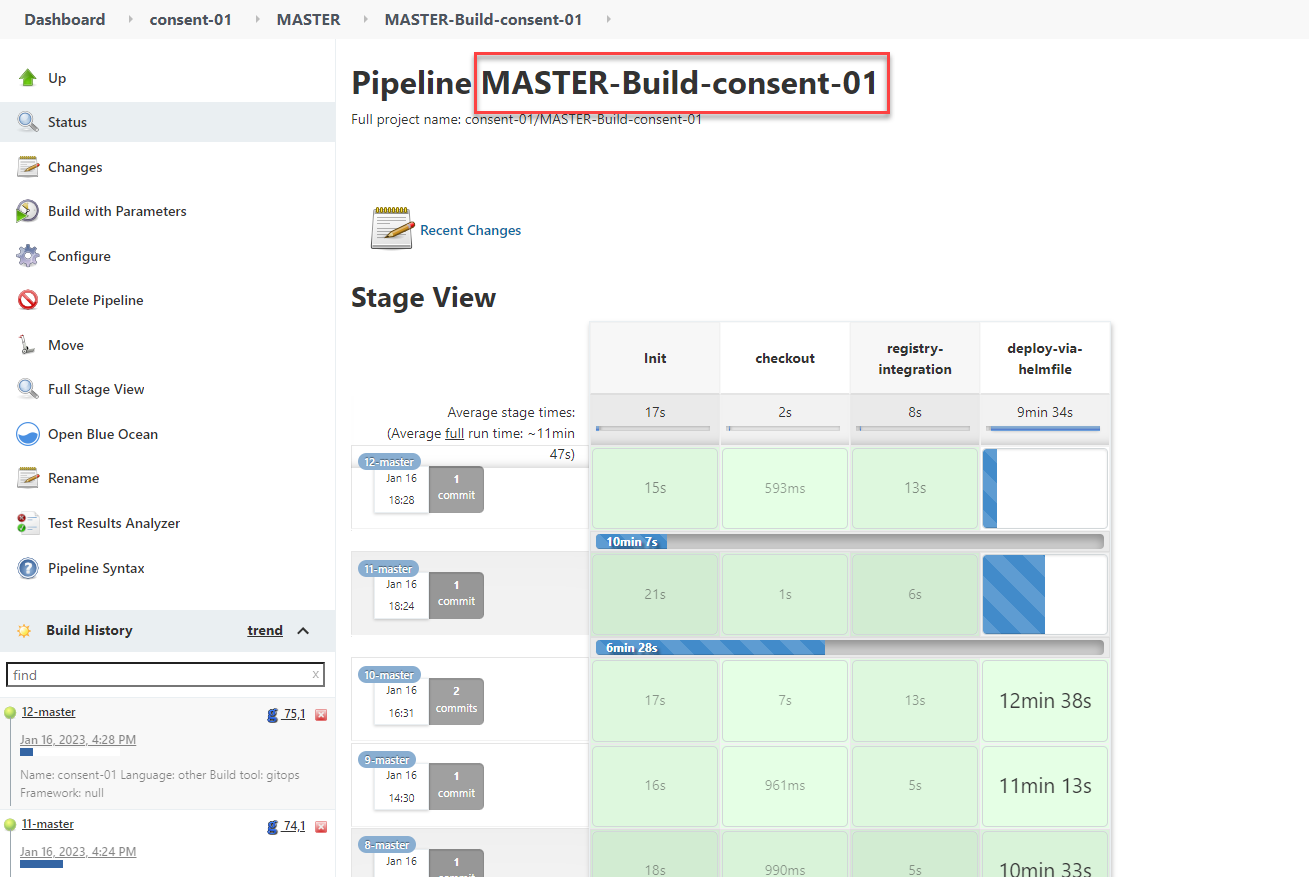 Dashboard consent-01 MASTER MASTER-Build-consent-01
Up
Status
Changes
Build with Parameters
Configure
Delete Pipeline
Move
Full Stage View
Open Blue Ocean
Rename
Test Results Analyzer
Pipeline Syntax
Build History trend
find x
12-master 75,1
Jan 16, 2023, 4:28 PM
Name: consent-01 Language: other Build tool: gitops
Framework: null
11-master 74,1
Jan 16, 2023, 4:24 PM
Pipeline MASTER-Build-consent-01
Full project name: consent-01/MASTER-Build-consent-01
Recent Changes
Stage View
Init
checkout
registry-
integration
deploy-via-
helmfile
Average stage times:
(Average full run time: ~11min
47s)
17s 2s 8s 9min 34s
12-master
Jan 16
18:28
1
commit
15s 593ms 13s
10min 7s
11-master
Jan 16
18:24
1
commit
21s 1s 6s
6min 28s
10-master
Jan 16
16:31
2
commits
17s 7s 13s 12min 38s
9-master
Jan 16
14:30
1
commit
16s 961ms 5s 11min 13s
8-master
Jan 16
1
commit
18s 990ms 5s 10min 33s